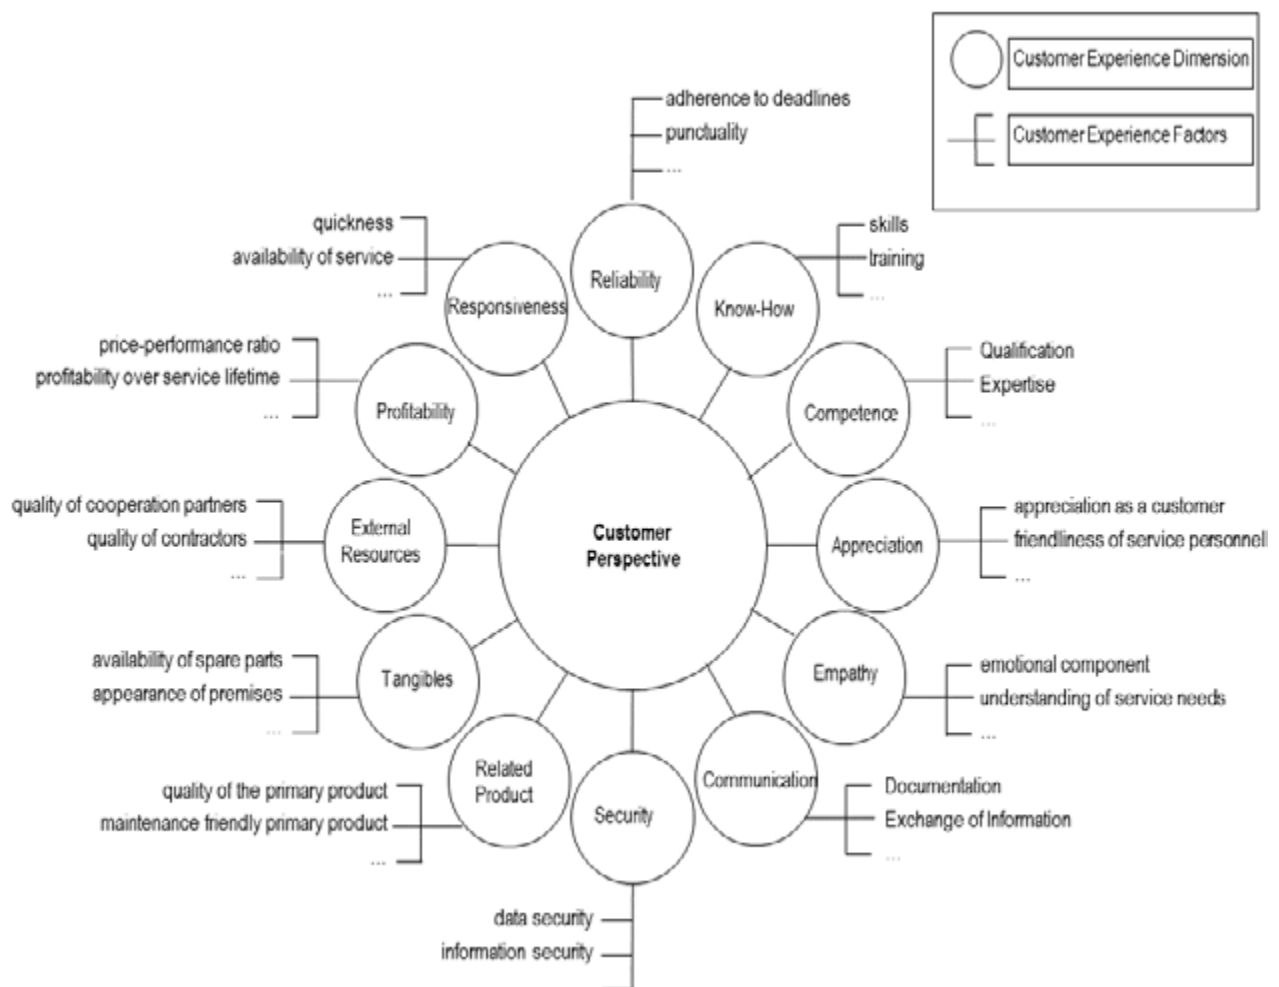 Customer Experience Dimension
Customer Experience Factors
adherence to deadlines
punctuality
...
Reliability
quickness
availability of service
...
Responsiveness
skills
training
...
Know-How
price-performance ratio
profitability over service lifetime
...
Profitability
Qualification
Expertise
...
Competence
quality of cooperation partners
quality of contractors
...
External
Resources
Customer
Perspective
appreciation as a customer
friendliness of service personnell
...
Appreciation
availability of spare parts
appearance of premises
...
Tangibles
emotional component
understanding of service needs
...
Empathy
quality of the primary product
maintenance friendly primary product
...
Related
Product
Documentation
Exchange of Information
...
Communication
Security
data security
information security